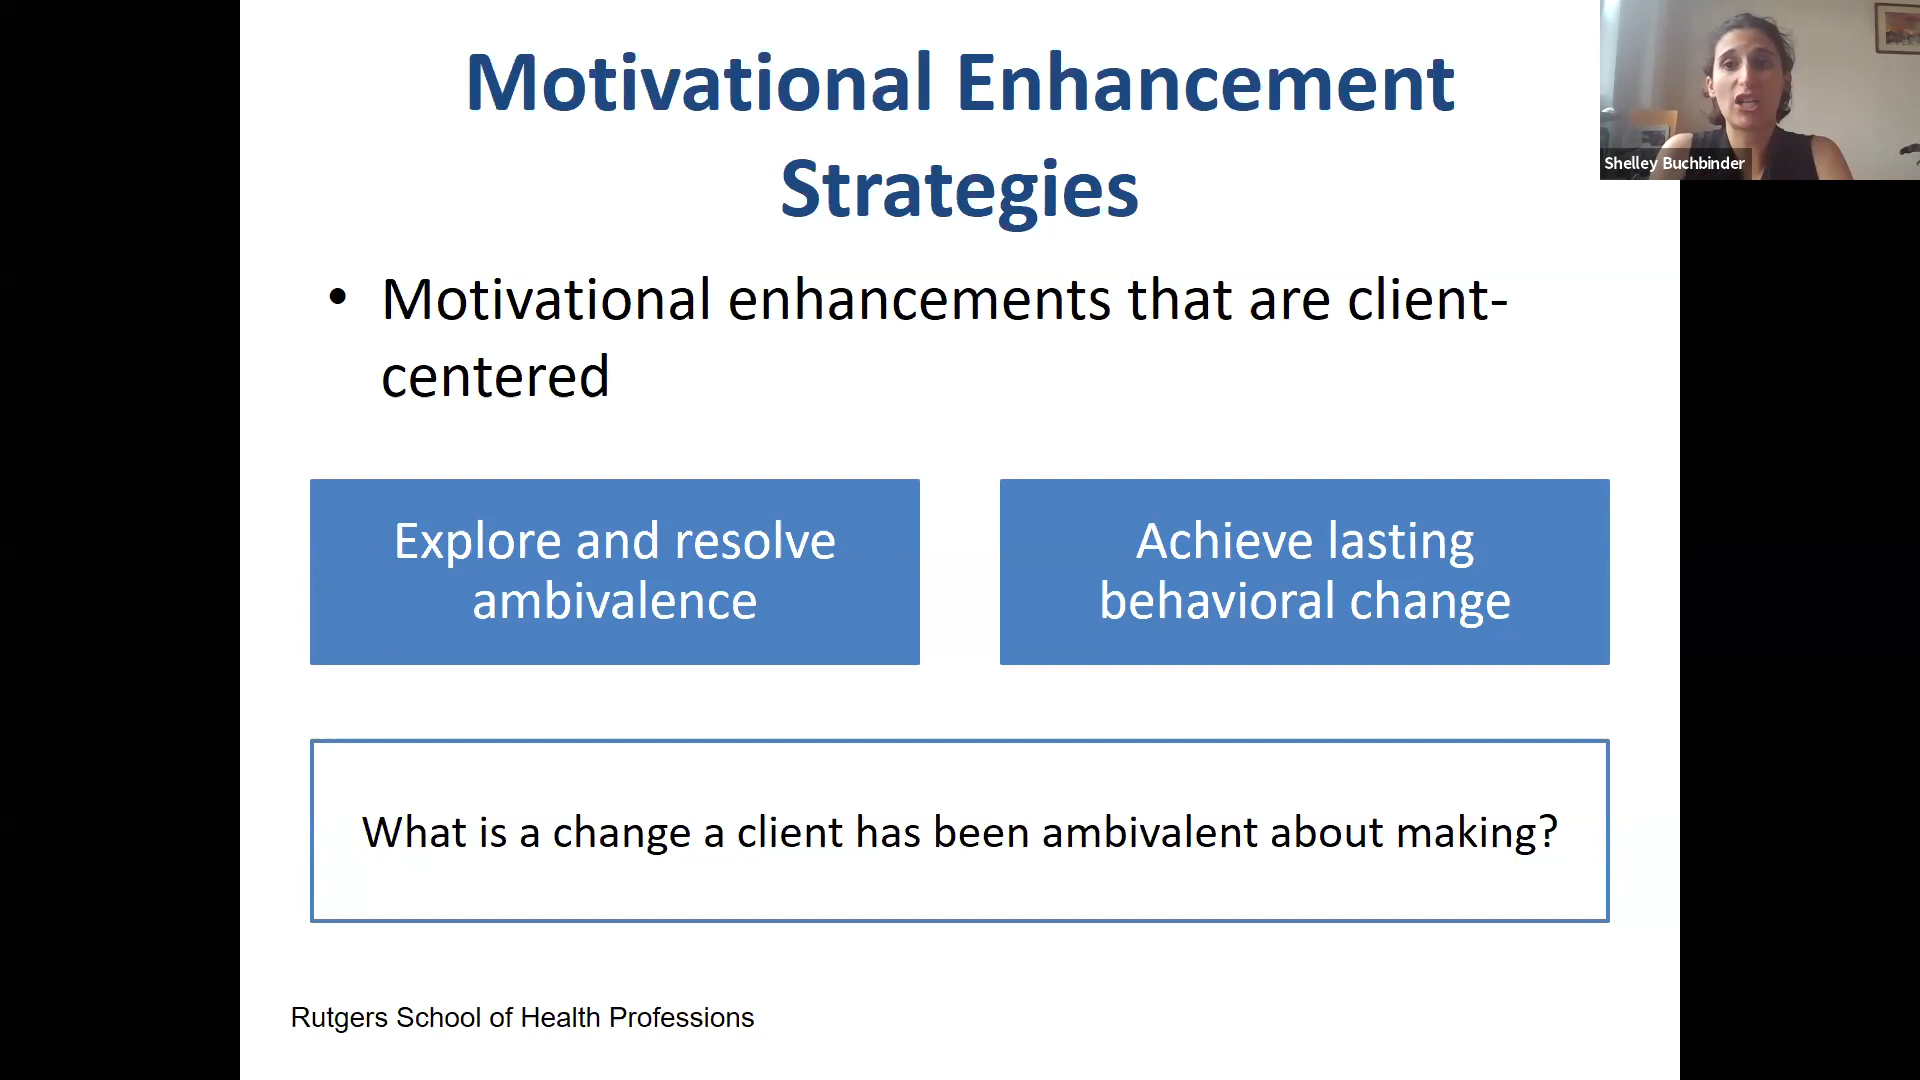 Motivational Enhancement
Strategies
• Motivational enhancements that are client-
centered
Explore and resolve
ambivalence
Achieve lasting
behavioral change
What is a change a client has been ambivalent about making?
Rutgers School of Health Professions
Shelley Buchbinder